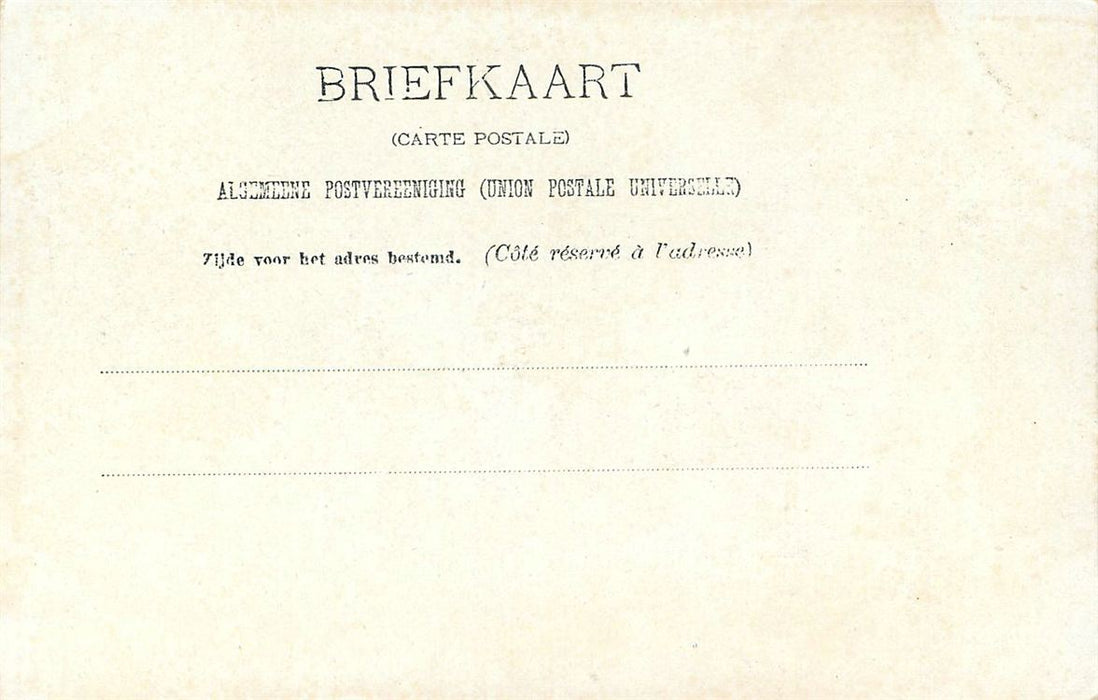 BRIEFKAART
(CARTE POSTALE)
ALGEMEENE POSTVEREENIGING (UNION POSTALE UNIVERSELLE)
Zijde voor het adres bestemd. (Côté réservé à l'adresse)